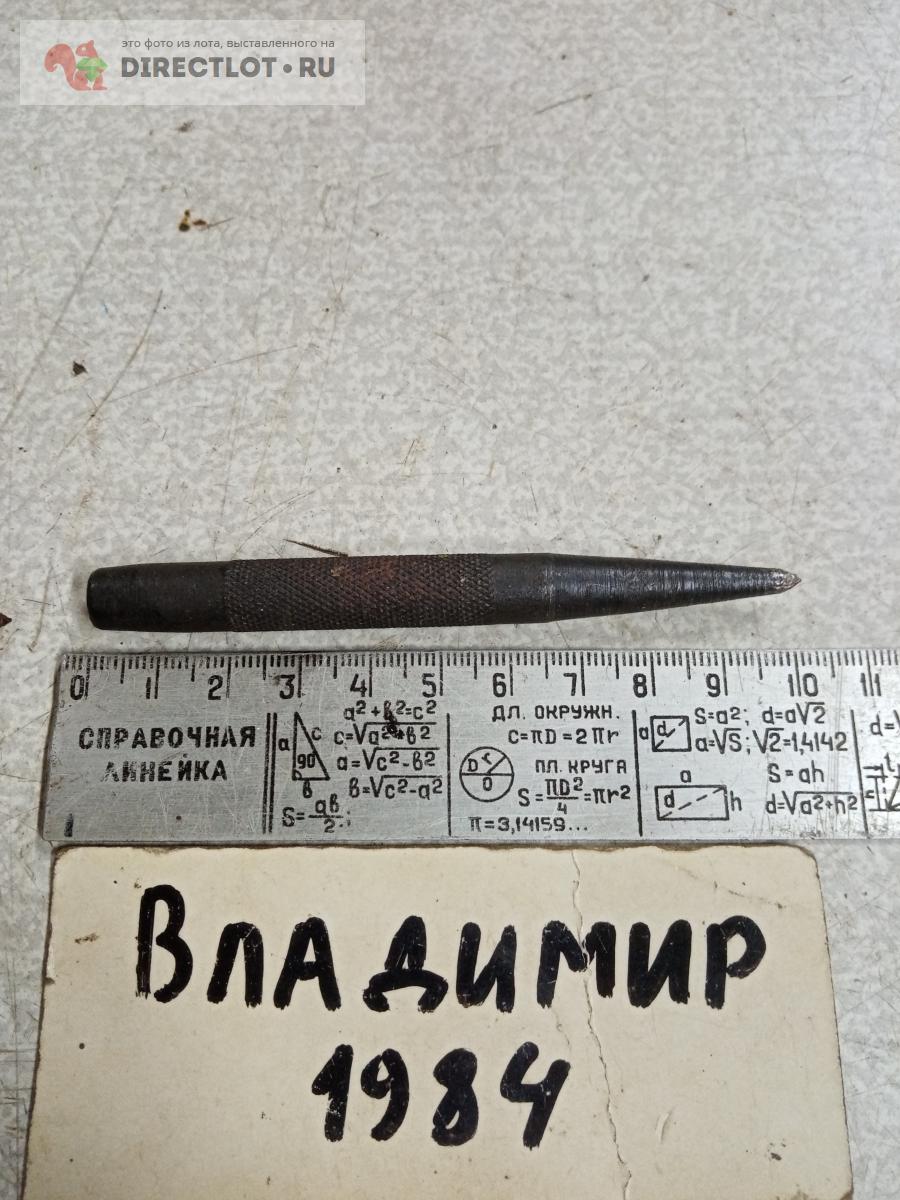 это фото из лота, выставленного на
DIRECTLOT.RU
0 1 2 3 4 5 6 7 8 9 10 11
СПРАВОЧНАЯ
ЛИНЕЙКА
a c
90
в
S=aв/2;
a²+в²=c²
c=√a²+в²
a=√c²-в²
в=√c²-a²
ДЛ. ОКРУЖН.
C=πD=2πr
D r
0
ПЛ. КРУГА
S=πD²/4=πr²
π=3,14159...
a d
S=a²; d=a√2
a=√S; √2=1,4142
a
d h
S=ah
d=√a²+h²
d=√
ВЛАДИМИР
1984